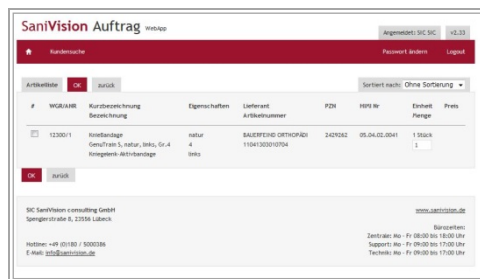 SaniVision Auftrag WebApp
Angemeldet: SIC SIC v2.33
Kundensuche Passwort ändern Logout
Artikelliste OK zurück Sortiert nach: Ohne Sortierung
# WGR/ANR Kurzbezeichnung Eigenschaften Lieferant PZN HMV Nr Einheit Preis
Bezeichnung Artikelnummer Menge
12300/1 KnieBandage natur BAUERFEIND ORTHOPÄDI 2429262 05.04.02.0041 1 Stück
GenuTrain S, natur, links, Gr.4 4 11041303010704 1
Kniegelenk-Aktivbandage links
OK zurück
SIC SaniVision consulting GmbH www.sanivision.de
Spenglerstraße 8, 23556 Lübeck
Bürozeiten:
Zentrale: Mo - Fr 08:00 bis 18:00 Uhr
Hotline: +49 (0)180 / 5000386 Support: Mo - Fr 09:00 bis 17:00 Uhr
E-Mail: info@sanivision.de Technik: Mo - Fr 09:00 bis 17:00 Uhr